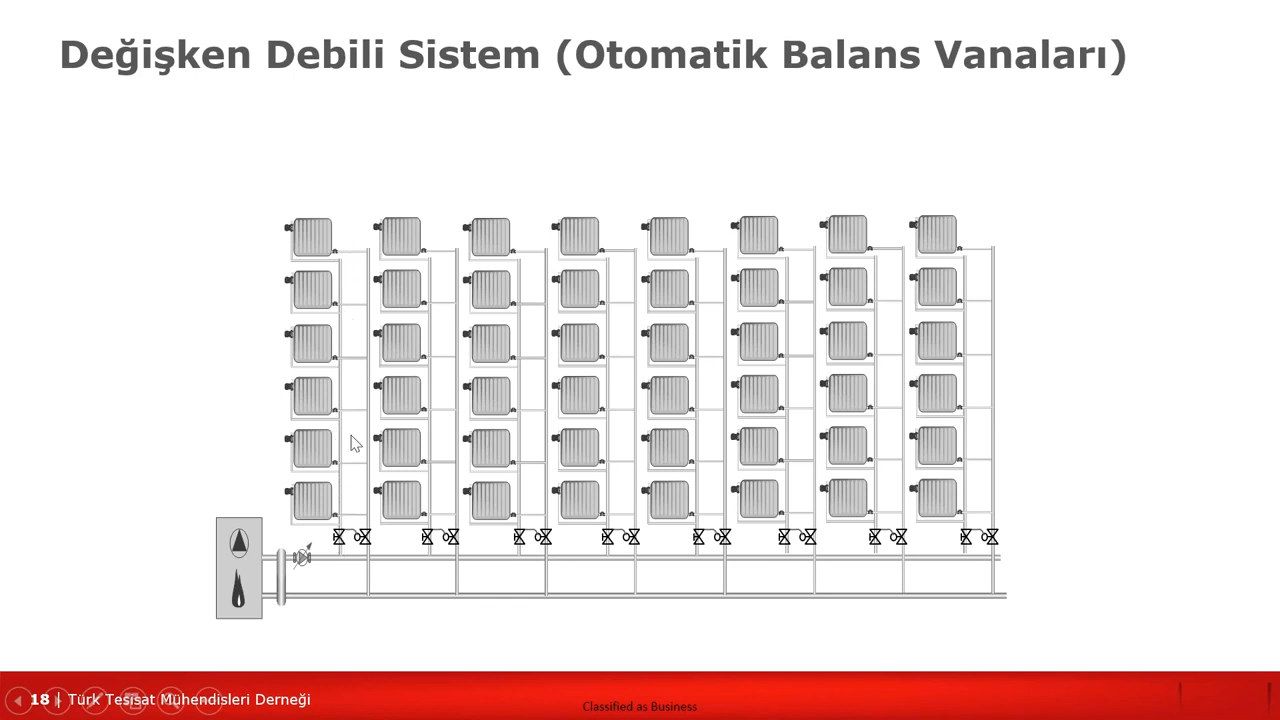 Değişken Debili Sistem (Otomatik Balans Vanaları)
18 | Türk Tesisat Mühendisleri Derneği
Classified as Business